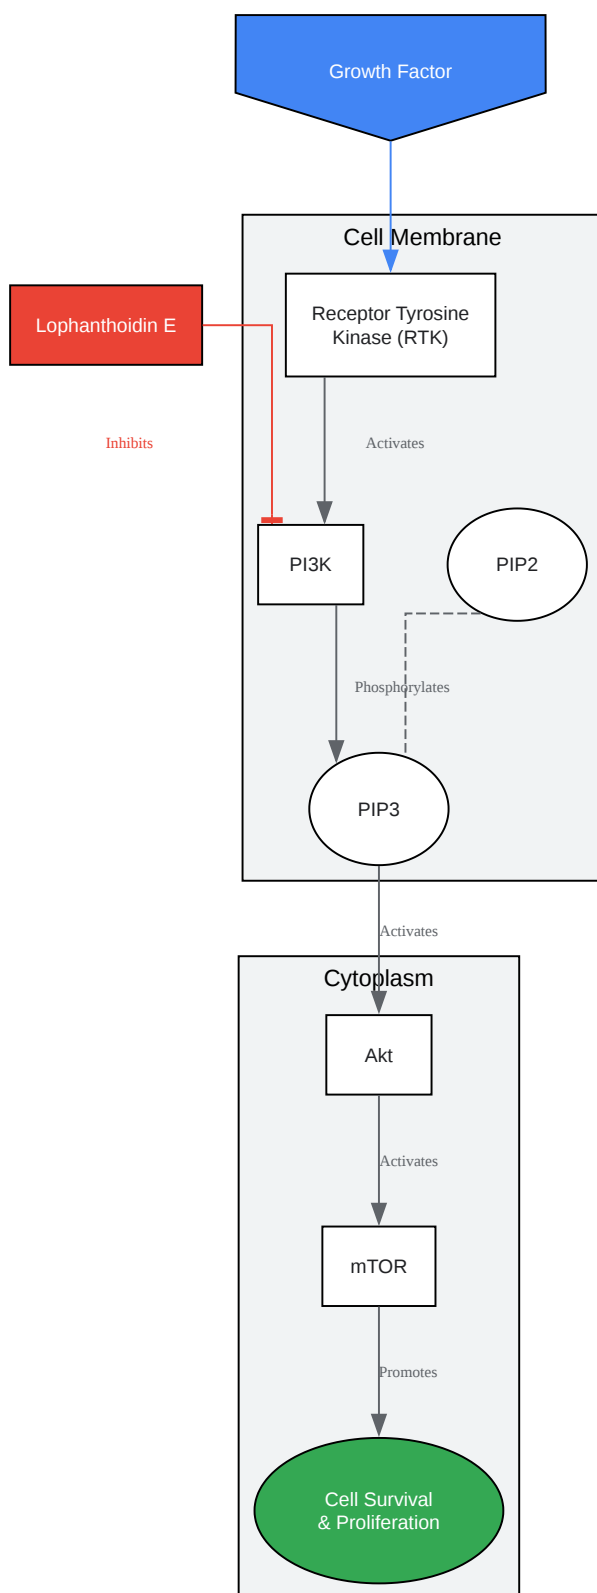 Growth Factor
Cell Membrane
Lophanthoidin E
Receptor Tyrosine
Kinase (RTK)
Inhibits
Activates
PI3K
PIP2
Phosphorylates
PIP3
Activates
Cytoplasm
Akt
Activates
mTOR
Promotes
Cell Survival
& Proliferation